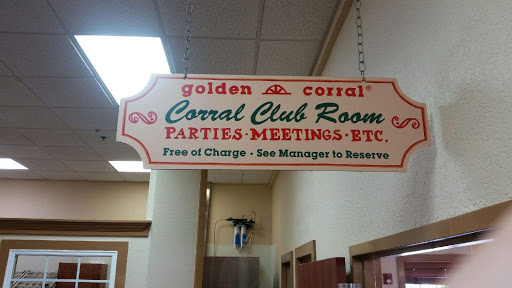 golden corral®
Corral Club Room
PARTIES · MEETINGS · ETC.
Free of Charge · See Manager to Reserve